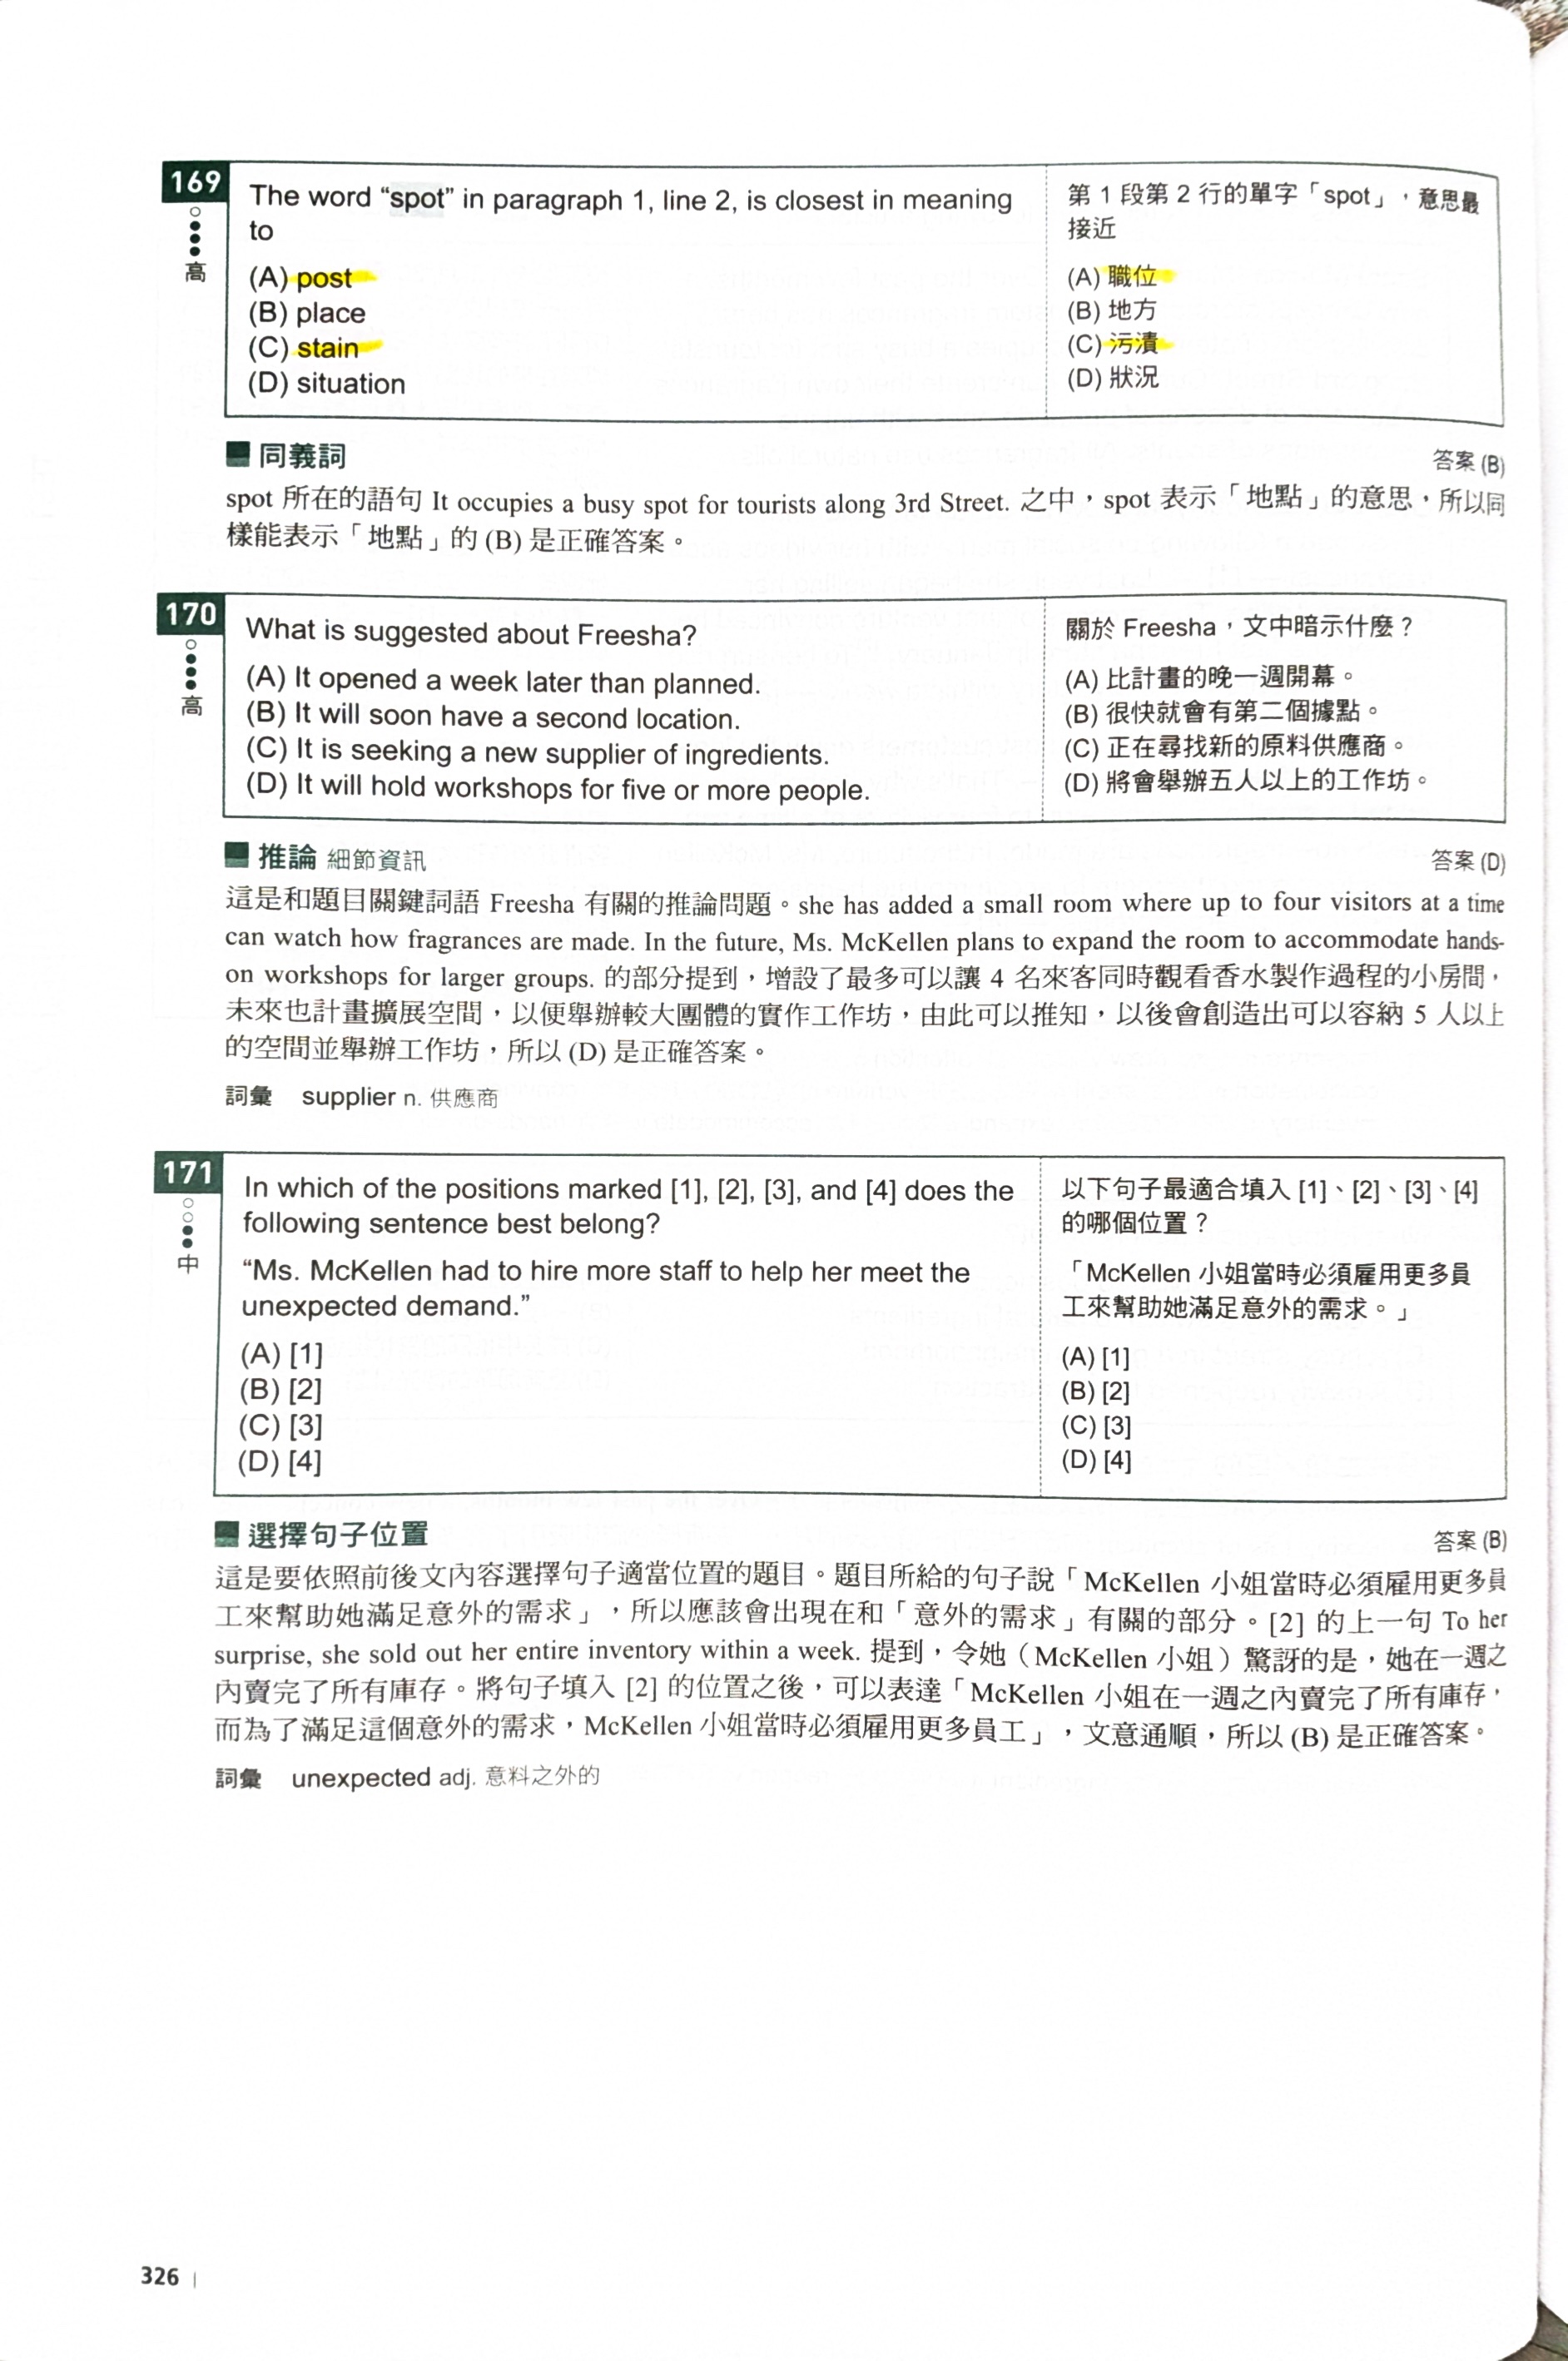 169
高
The word “spot” in paragraph 1, line 2, is closest in meaning
to
(A) post
(B) place
(C) stain
(D) situation
第 1 段第 2 行的單字「spot」，意思最
接近
(A) 職位
(B) 地方
(C) 污漬
(D) 狀況
同義詞
答案 (B)
spot 所在的語句 It occupies a busy spot for tourists along 3rd Street. 之中，spot 表示「地點」的意思，所以同
樣能表示「地點」的 (B) 是正確答案。
170
高
What is suggested about Freesha?
(A) It opened a week later than planned.
(B) It will soon have a second location.
(C) It is seeking a new supplier of ingredients.
(D) It will hold workshops for five or more people.
關於 Freesha，文中暗示什麼？
(A) 比計畫的晚一週開幕。
(B) 很快就會有第二個據點。
(C) 正在尋找新的原料供應商。
(D) 將會舉辦五人以上的工作坊。
推論 細節資訊
答案 (D)
這是和題目關鍵詞語 Freesha 有關的推論問題。she has added a small room where up to four visitors at a time
can watch how fragrances are made. In the future, Ms. McKellen plans to expand the room to accommodate hands-
on workshops for larger groups. 的部分提到，增設了最多可以讓 4 名來客同時觀看香水製作過程的小房間，
未來也計畫擴展空間，以便舉辦較大團體的實作工作坊，由此可以推知，以後會創造出可以容納 5 人以上
的空間並舉辦工作坊，所以 (D) 是正確答案。
詞彙 supplier n. 供應商
171
中
In which of the positions marked [1], [2], [3], and [4] does the
following sentence best belong?
“Ms. McKellen had to hire more staff to help her meet the
unexpected demand.”
(A) [1]
(B) [2]
(C) [3]
(D) [4]
以下句子最適合填入 [1]、[2]、[3]、[4]
的哪個位置？
「McKellen 小姐當時必須雇用更多員
工來幫助她滿足意外的需求。」
(A) [1]
(B) [2]
(C) [3]
(D) [4]
選擇句子位置
答案 (B)
這是要依照前後文內容選擇句子適當位置的題目。題目所給的句子說「McKellen 小姐當時必須雇用更多員
工來幫助她滿足意外的需求」，所以應該會出現在和「意外的需求」有關的部分。[2] 的上一句 To her
surprise, she sold out her entire inventory within a week. 提到，令她（McKellen 小姐）驚訝的是，她在一週之
內賣完了所有庫存。將句子填入 [2] 的位置之後，可以表達「McKellen 小姐在一週之內賣完了所有庫存，
而為了滿足這個意外的需求，McKellen 小姐當時必須雇用更多員工」，文意通順，所以 (B) 是正確答案。
詞彙 unexpected adj. 意料之外的
326